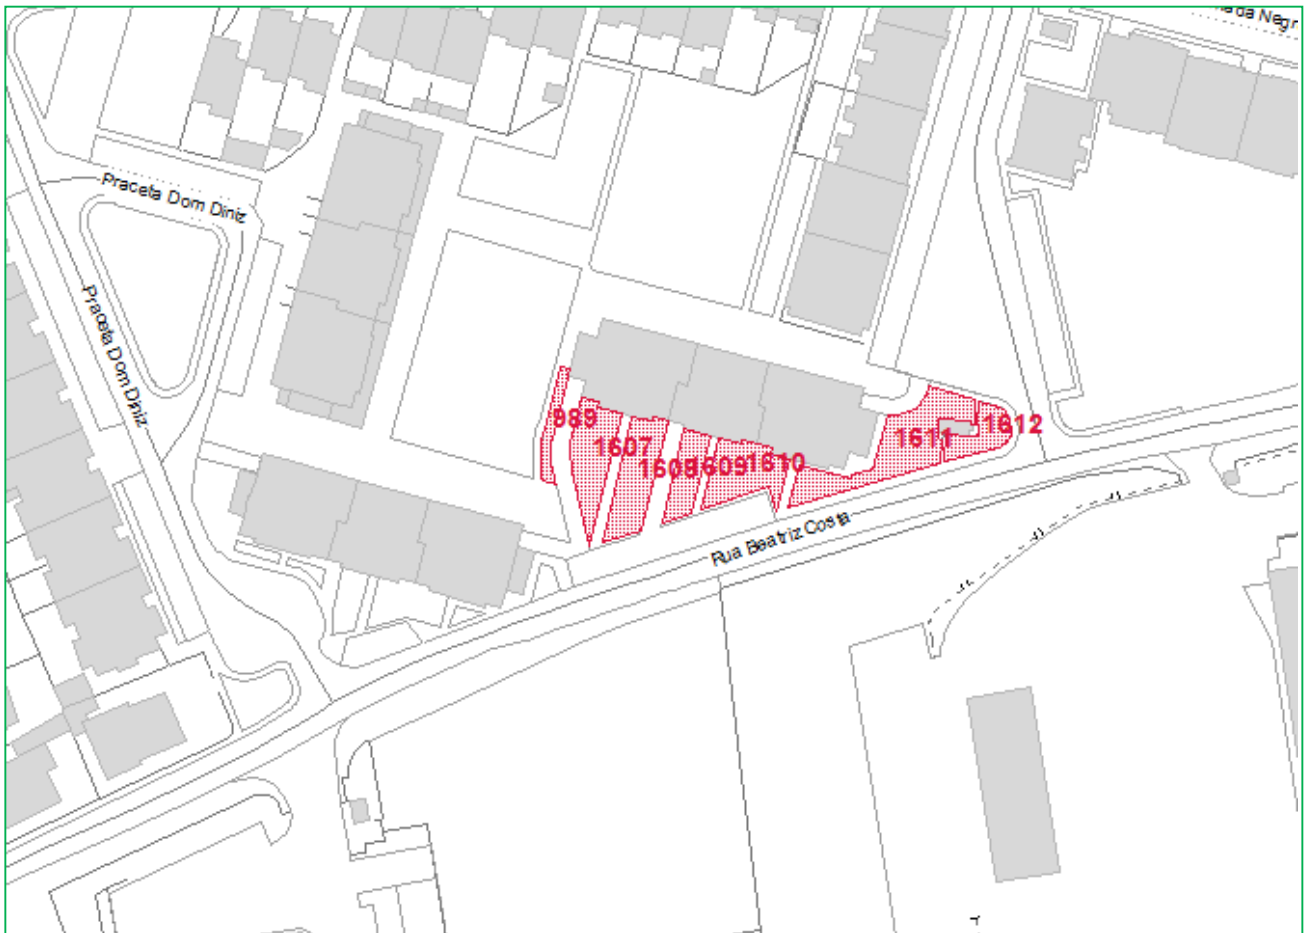 Praceta Dom Diniz
Praceta Dom Diniz
989
1607
1608
1609
1610
1611
1612
Rua Beatriz Costa